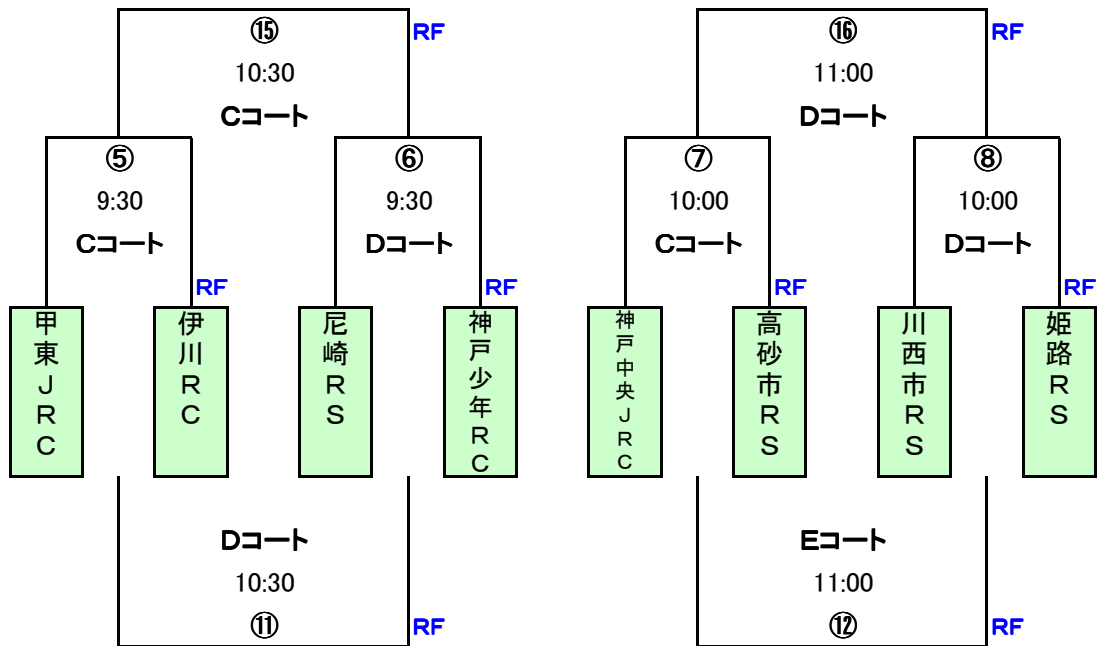 ⑮
RF
⑯
RF
10:30
11:00
Cコート
Dコート
⑤
⑥
⑦
⑧
9:30
9:30
10:00
10:00
Cコート
Dコート
Cコート
Dコート
RF
RF
RF
RF
甲東JRC
伊川RC
尼崎RS
神戸少年RC
神戸中央JRC
高砂市RS
川西市RS
姫路RS
Dコート
Eコート
10:30
11:00
⑪
RF
⑫
RF